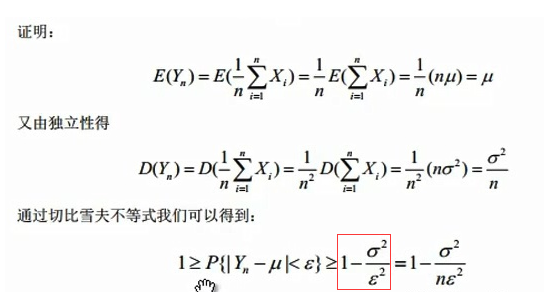 证明:
E(Y_n) = E(\frac{1}{n}\sum_{i=1}^{n} X_i) = \frac{1}{n} E(\sum_{i=1}^{n} X_i) = \frac{1}{n}(n\mu) = \mu
又由独立性得
D(Y_n) = D(\frac{1}{n}\sum_{i=1}^{n} X_i) = \frac{1}{n^2} D(\sum_{i=1}^{n} X_i) = \frac{1}{n^2}(n\sigma^2) = \frac{\sigma^2}{n}
通过切比雪夫不等式我们可以得到:
1 \geq P\{|Y_n - \mu| < \varepsilon\} \geq 1 - \frac{\sigma^2}{\varepsilon^2} = 1 - \frac{\sigma^2}{n\varepsilon^2}